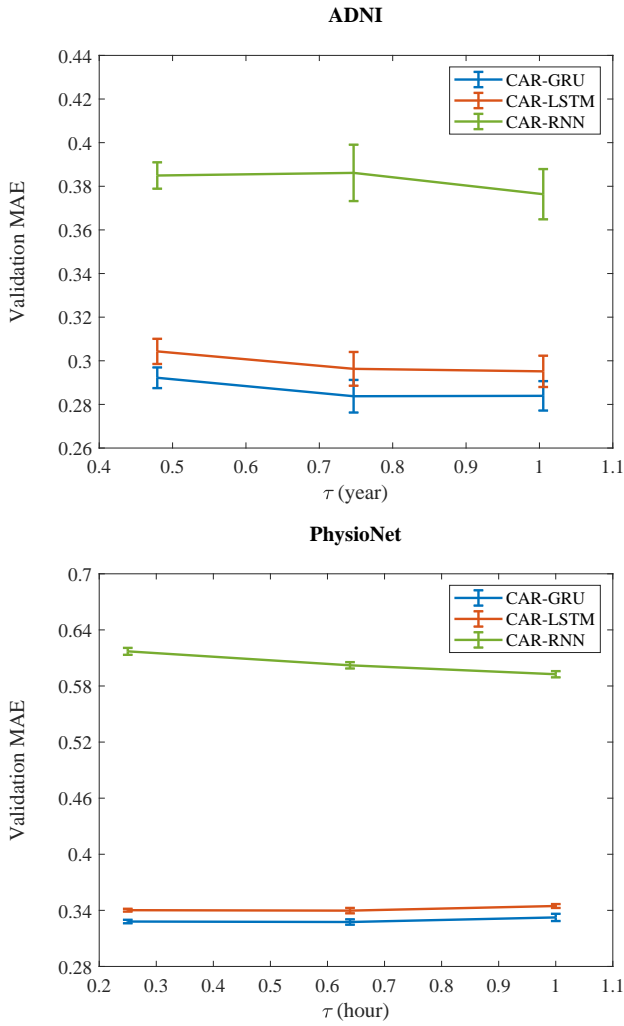 ADNI
0.44
0.42
0.4
0.38
0.36
0.34
0.32
0.3
0.28
0.26
Validation MAE
CAR-GRU
CAR-LSTM
CAR-RNN
0.4 0.5 0.6 0.7 0.8 0.9 1 1.1
τ (year)
PhysioNet
0.7
0.64
0.58
0.52
0.46
0.4
0.34
0.28
Validation MAE
CAR-GRU
CAR-LSTM
CAR-RNN
0.2 0.3 0.4 0.5 0.6 0.7 0.8 0.9 1 1.1
τ (hour)